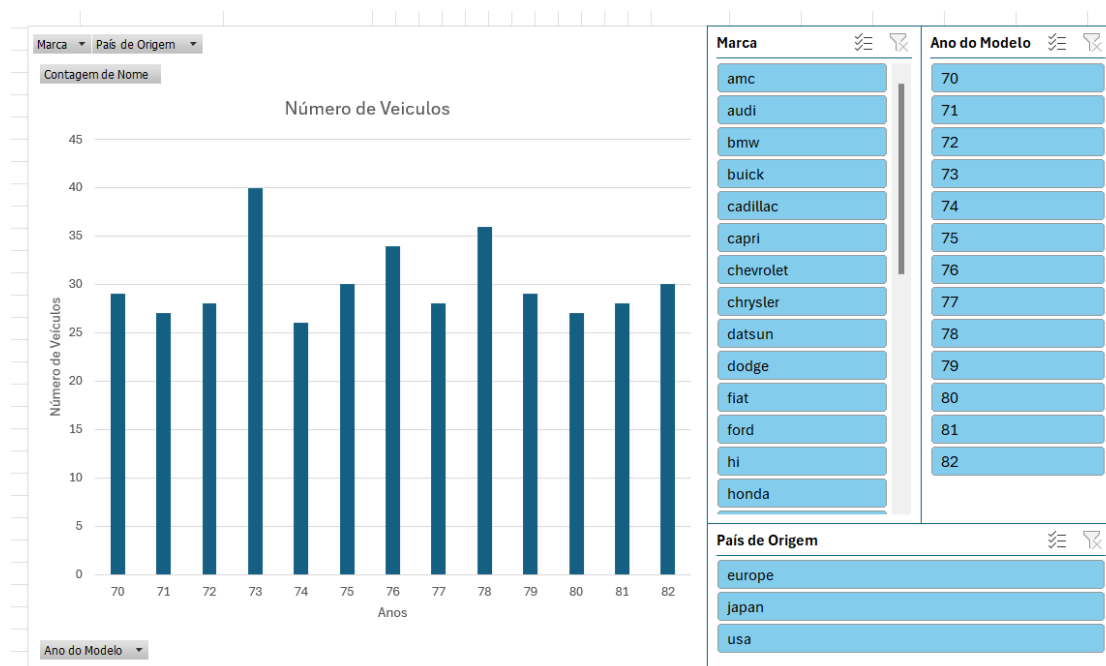 Marca País de Origem
Contagem de Nome
Número de Veiculos
45
40
35
30
25
20
15
10
5
0
Número de Veículos
70 71 72 73 74 75 76 77 78 79 80 81 82
Anos
Ano do Modelo
Marca
amc
audi
bmw
buick
cadillac
capri
chevrolet
chrysler
datsun
dodge
fiat
ford
hi
honda
Ano do Modelo
70
71
72
73
74
75
76
77
78
79
80
81
82
País de Origem
europe
japan
usa